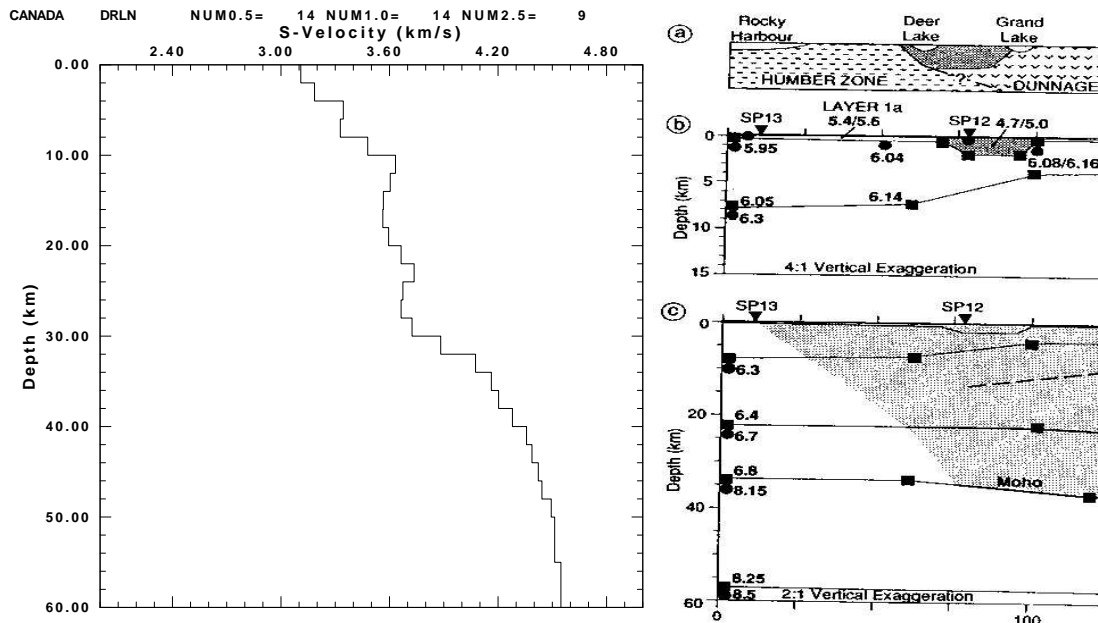 CANADA DRLN NUM0.5= 14 NUM1.0= 14 NUM2.5= 9
S-Velocity (km/s)
2.40 3.00 3.60 4.20 4.80
0.00
10.00
20.00
30.00
40.00
50.00
60.00
Depth (km)
a
Rocky Harbour
Deer Lake
Grand Lake
HUMBER ZONE
?
DUNNAGE
b
SP13
LAYER 1a
5.4/5.6
SP12
4.7/5.0
0
5.95
6.04
6.08/6.16
5
6.05
6.14
6.3
10
15
Depth (km)
4:1 Vertical Exaggeration
c
SP13
SP12
0
6.3
20
6.4
6.7
6.8
Moho
8.15
40
8.25
8.5
60
Depth (km)
2:1 Vertical Exaggeration
0 100